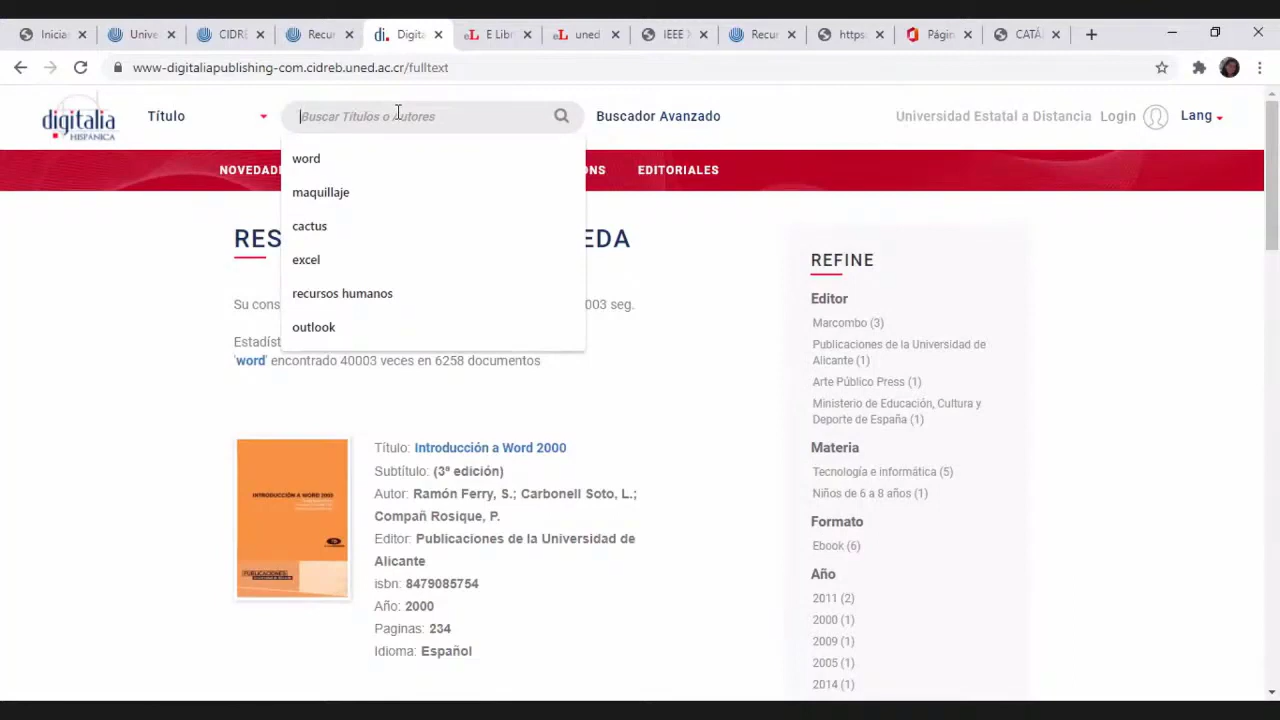 Inicia
Unive
CIDRE
Recur
di. Digita
eL E Libr
eL uned
IEEE X
Recur
https:
Págin
CATÁ
www-digitaliapublishing-com.cidreb.uned.ac.cr/fulltext
digitalia
HISPÁNICA
Título
Buscar Títulos o Autores
Buscador Avanzado
Universidad Estatal a Distancia
Login
Lang
NOVEDAD
NS
EDITORIALES
word
maquillaje
cactus
excel
recursos humanos
outlook
RES
EDA
Su cons
003 seg.
Estadíst
'word' encontrado 40003 veces en 6258 documentos
INTRODUCCIÓN A WORD 2003
PUBLICACIONES
Título: Introducción a Word 2000
Subtítulo: (3ª edición)
Autor: Ramón Ferry, S.; Carbonell Soto, L.;
Compañ Rosique, P.
Editor: Publicaciones de la Universidad de
Alicante
isbn: 8479085754
Año: 2000
Paginas: 234
Idioma: Español
REFINE
Editor
Marcombo (3)
Publicaciones de la Universidad de
Alicante (1)
Arte Público Press (1)
Ministerio de Educación, Cultura y
Deporte de España (1)
Materia
Tecnología e informática (5)
Niños de 6 a 8 años (1)
Formato
Ebook (6)
Año
2011 (2)
2000 (1)
2009 (1)
2005 (1)
2014 (1)